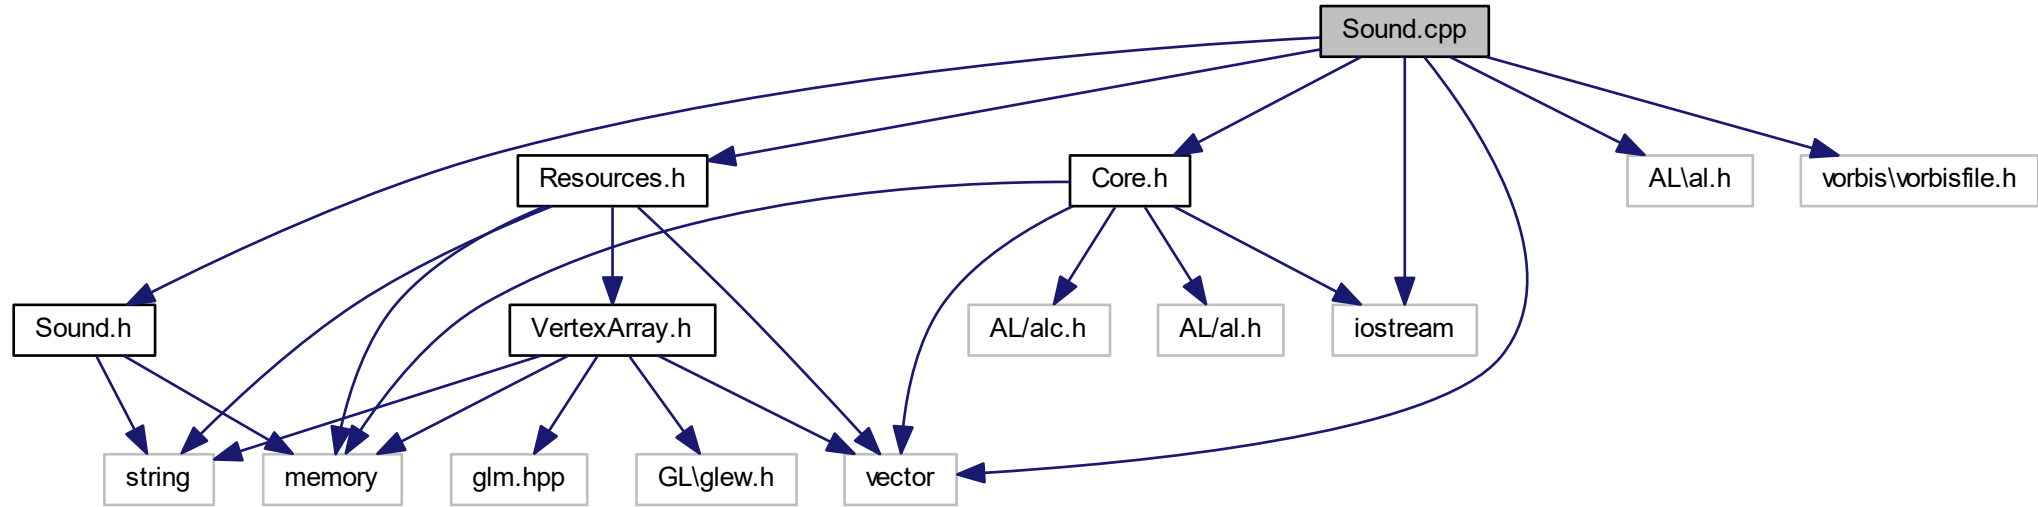 Sound.cpp
Resources.h
Core.h
AL\al.h
vorbis\vorbisfile.h
Sound.h
VertexArray.h
AL/alc.h
AL/al.h
iostream
string
memory
glm.hpp
GL\glew.h
vector